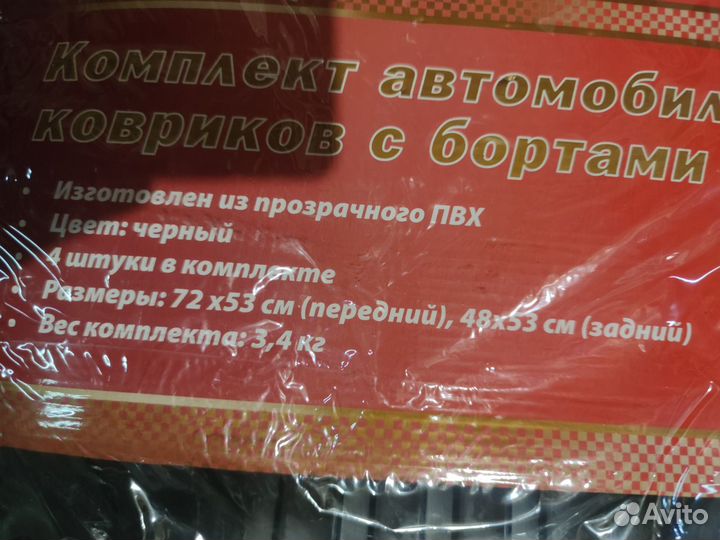 Комплект автомобил
ковриков с бортами
• Изготовлен из прозрачного ПВХ
• Цвет: черный
• 4 штуки в комплекте
• Размеры: 72 х53 см (передний), 48х53 см (задний)
• Вес комплекта: 3,4 кг
Avito